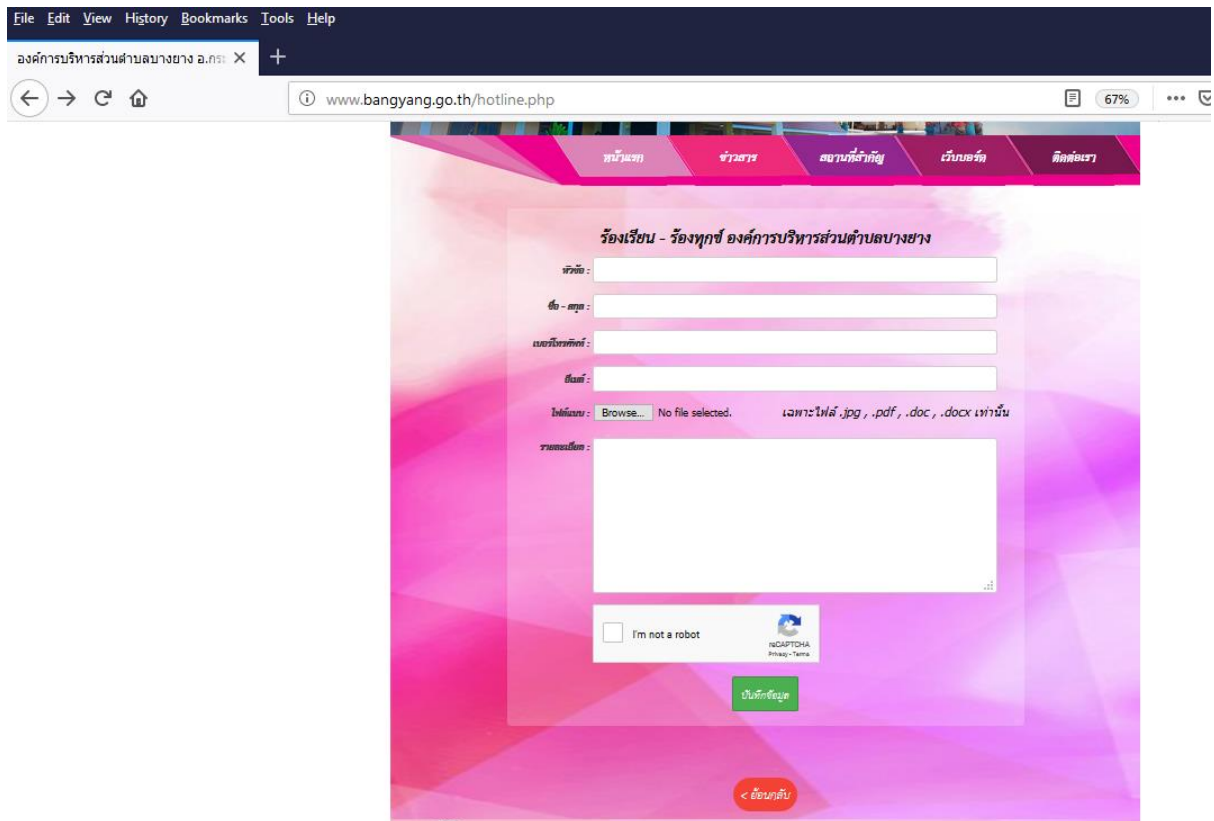 File Edit View History Bookmarks Tools Help
องค์การบริหารส่วนตำบลบางยาง อ.กระ
www.bangyang.go.th/hotline.php 67%
หน้าแรก ข่าวสาร สถานที่สำคัญ เว็บบอร์ด ติดต่อเรา
ร้องเรียน - ร้องทุกข์ องค์การบริหารส่วนตำบลบางยาง
หัวข้อ :
ชื่อ - สกุล :
เบอร์โทรศัพท์ :
อีเมล์ :
ไฟล์แนบ : Browse... No file selected. เฉพาะไฟล์ .jpg , .pdf , .doc , .docx เท่านั้น
รายละเอียด :
I'm not a robot
reCAPTCHA
Privacy - Terms
บันทึกข้อมูล
< ย้อนกลับ